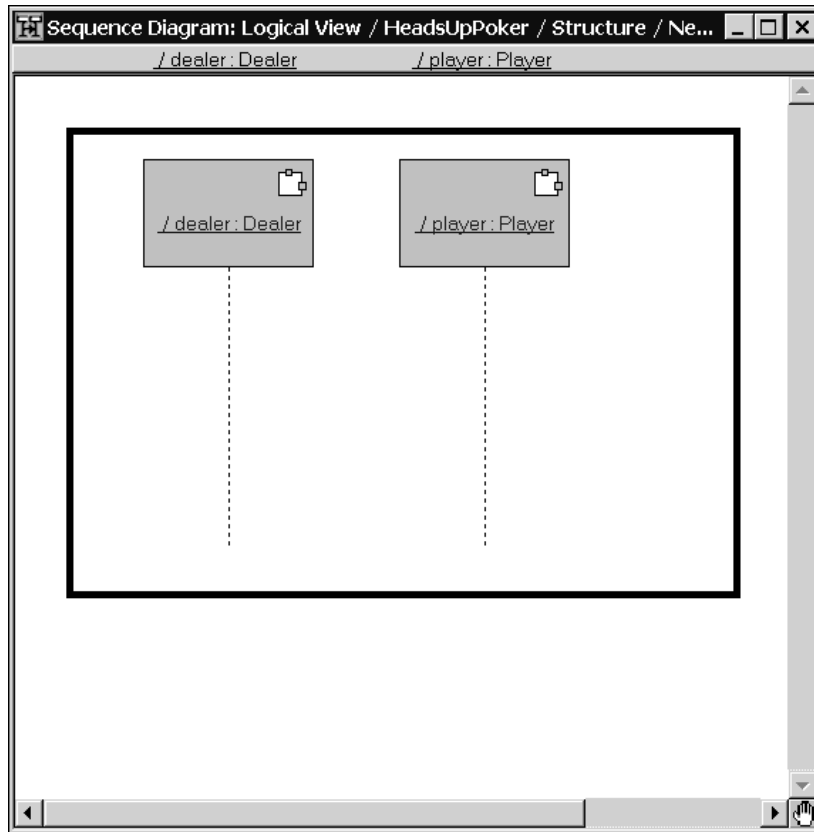 Sequence Diagram: Logical View / HeadsUpPoker / Structure / Ne...
/ dealer : Dealer / player : Player
/ dealer : Dealer / player : Player